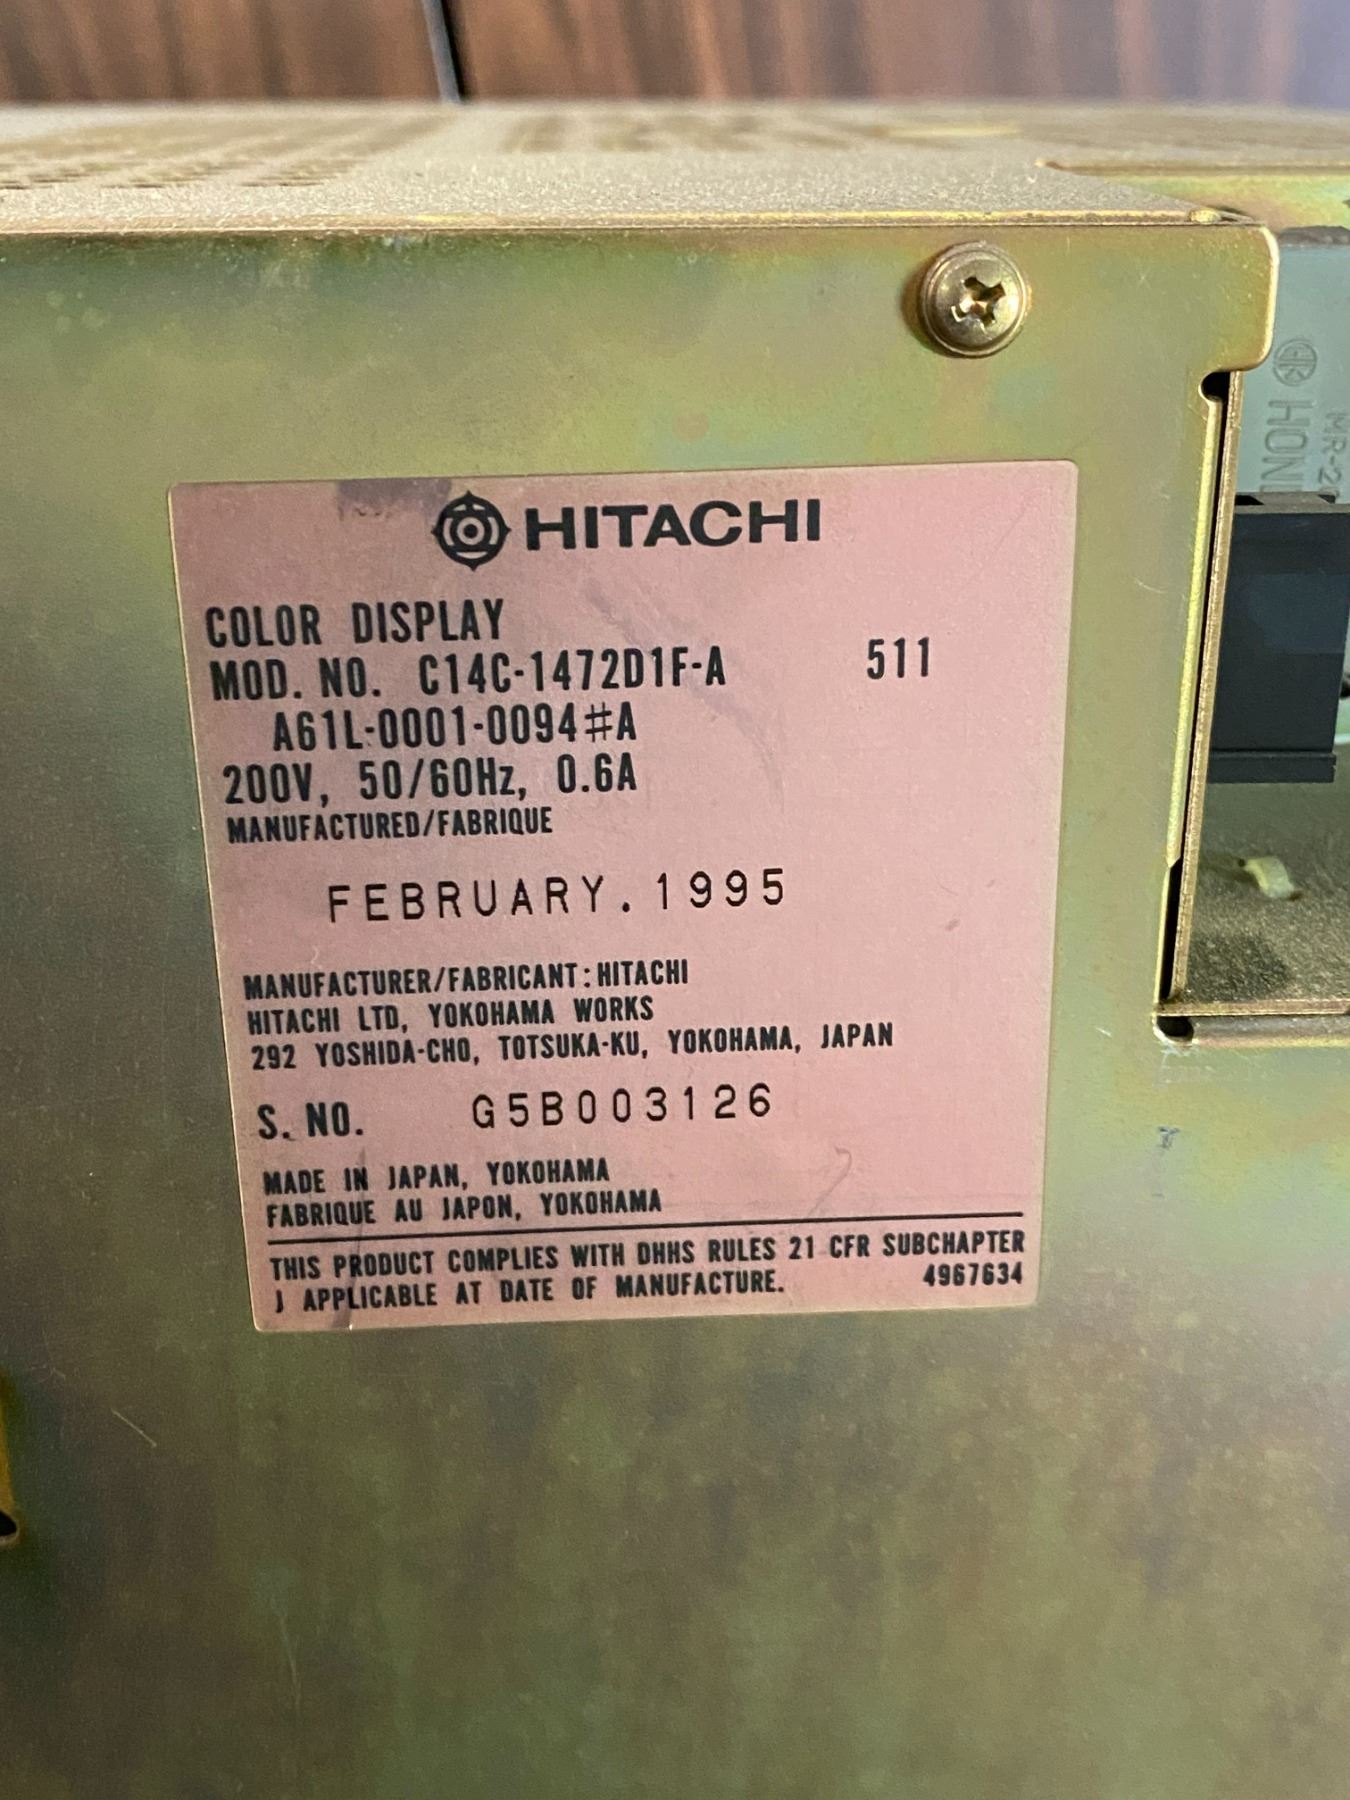 HITACHI
COLOR DISPLAY
MOD. NO. C14C-1472D1F-A 511
A61L-0001-0094#A
200V, 50/60Hz, 0.6A
MANUFACTURED/FABRIQUE
FEBRUARY. 1995
MANUFACTURER/FABRICANT: HITACHI
HITACHI LTD, YOKOHAMA WORKS
292 YOSHIDA-CHO, TOTSUKA-KU, YOKOHAMA, JAPAN
S. NO. G5B003126
MADE IN JAPAN, YOKOHAMA
FABRIQUE AU JAPON, YOKOHAMA
THIS PRODUCT COMPLIES WITH DHHS RULES 21 CFR SUBCHAPTER
J APPLICABLE AT DATE OF MANUFACTURE. 4967634